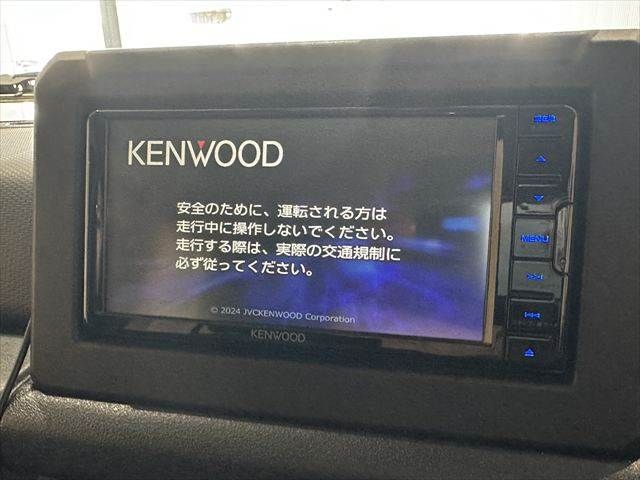 KENWOOD
安全のために、運転される方は
走行中に操作しないでください。
走行する際は、実際の交通規制に
必ず従ってください。
© 2024 JVCKENWOOD Corporation
KENWOOD
MENU